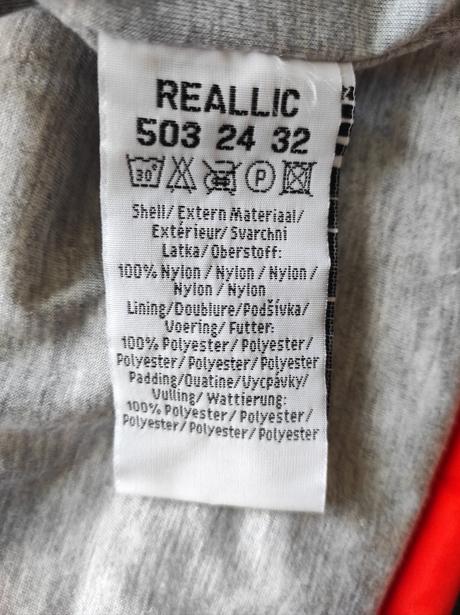 REALLIC
503 24 32
30°
P
Shell/ Extern Materiaal/
Extérieur/ Svarchni
Latka/Oberstoff:
100% Nylon / Nylon / Nylon /
Nylon / Nylon
Lining/Doublure/Podšívka/
Voering/ Futter:
100% Polyester/ Polyester/
Polyester/ Polyester/ Polyester
Padding/Ouatine/Vycpávky/
Vulling/ Wattierung:
100% Polyester/ Polyester/
Polyester/ Polyester/ Polyester